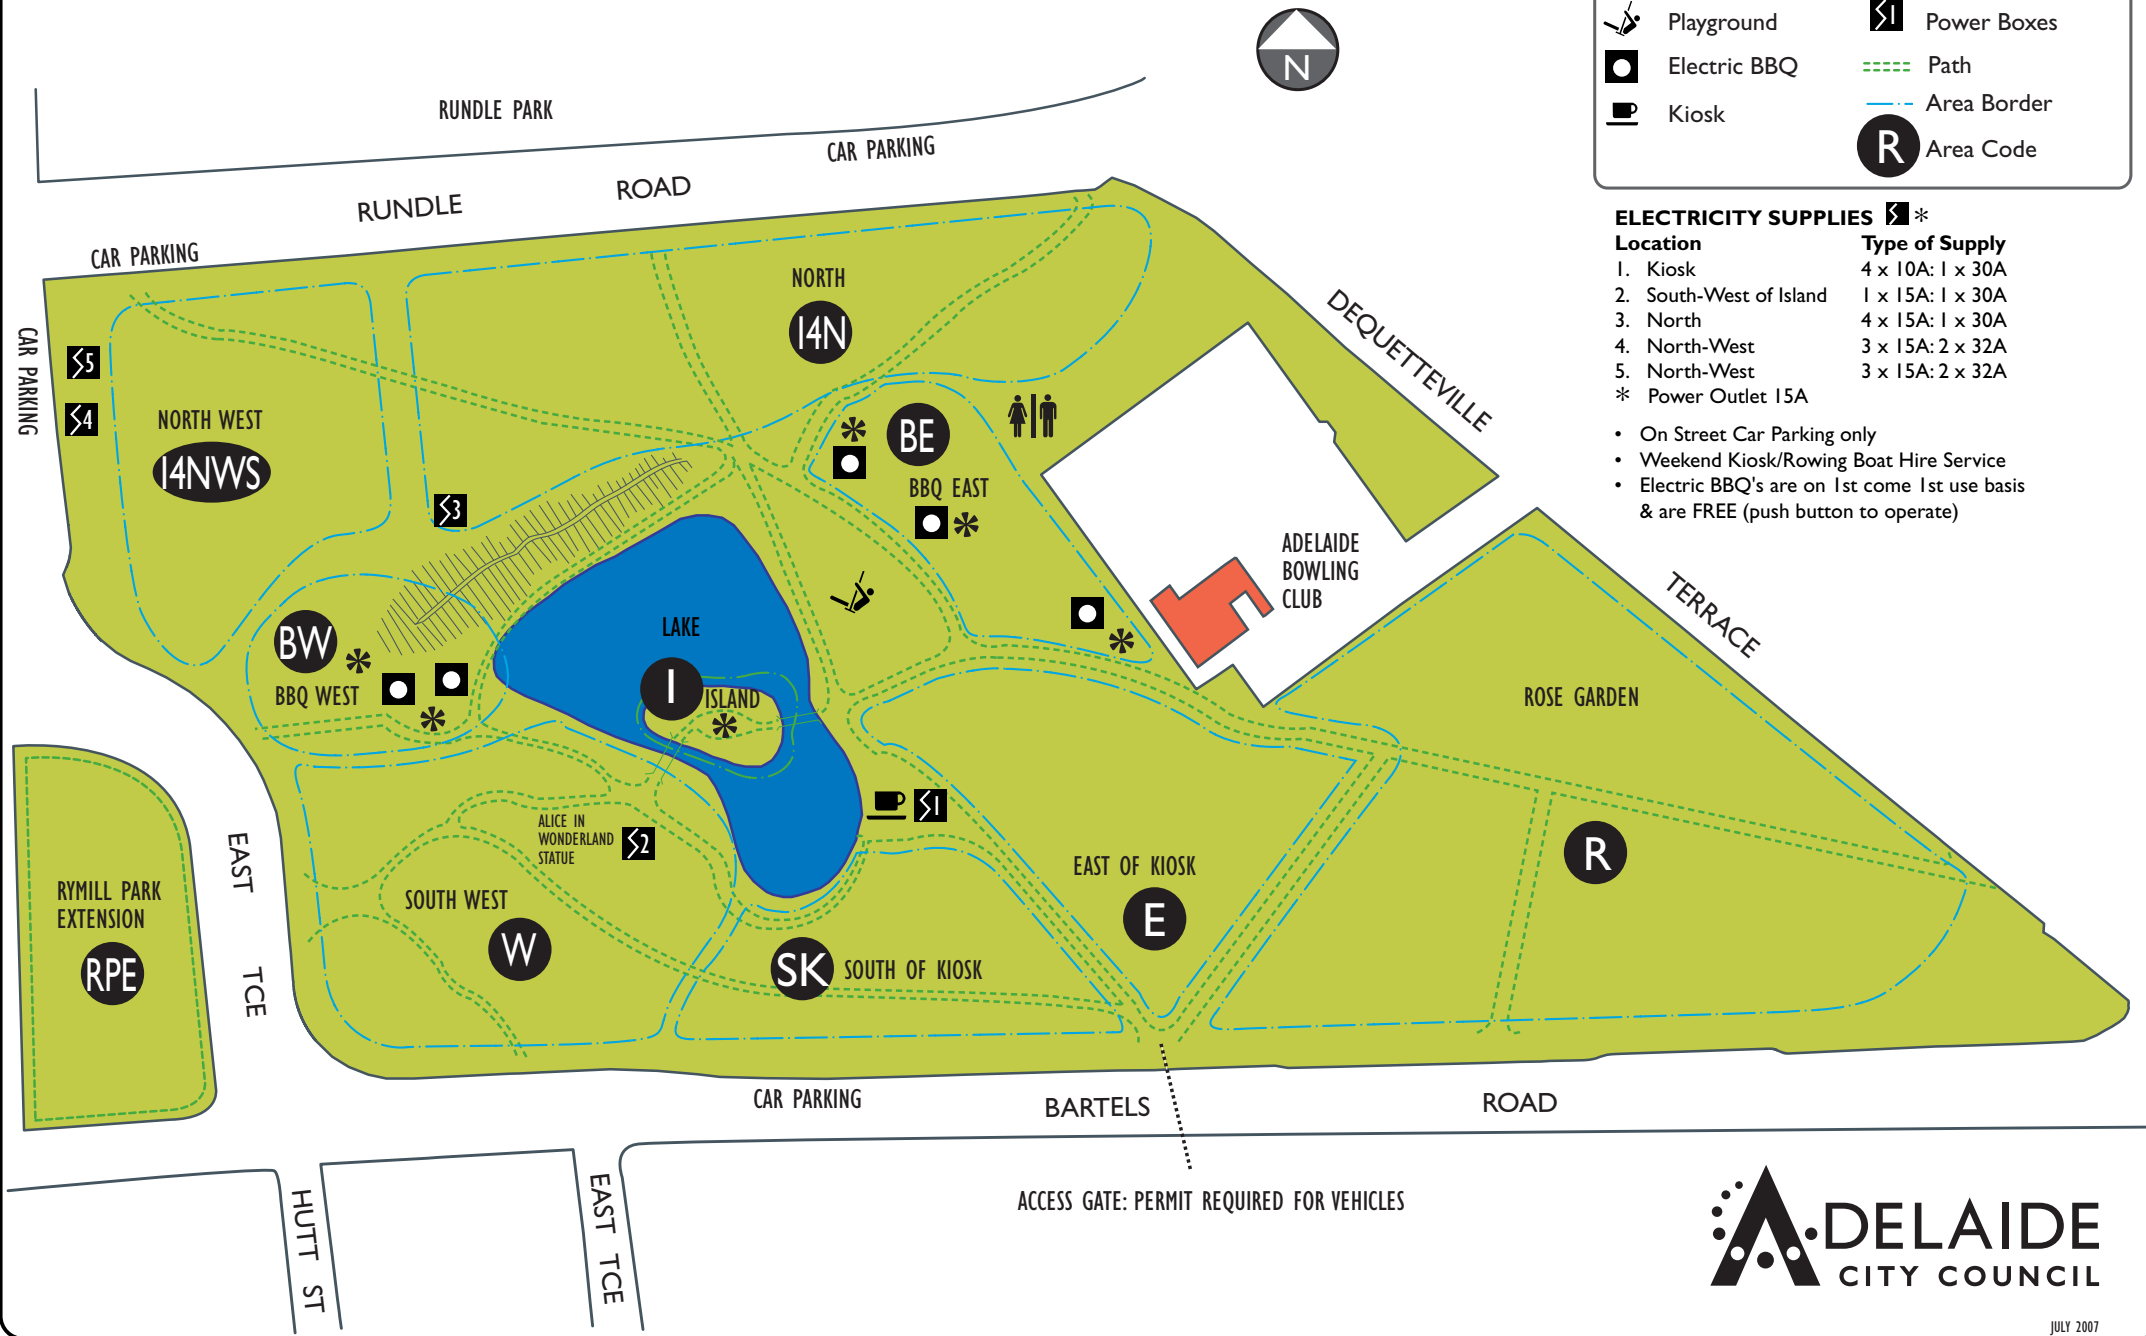 Playground
Power Boxes
Electric BBQ
Path
Kiosk
Area Border
R
Area Code
S1
N
RUNDLE PARK
CAR PARKING
RUNDLE ROAD
CAR PARKING
CAR PARKING
ELECTRICITY SUPPLIES S *
Location Type of Supply
1. Kiosk 4 x 10A: 1 x 30A
2. South-West of Island 1 x 15A: 1 x 30A
3. North 4 x 15A: 1 x 30A
4. North-West 3 x 15A: 2 x 32A
5. North-West 3 x 15A: 2 x 32A
* Power Outlet 15A
• On Street Car Parking only
• Weekend Kiosk/Rowing Boat Hire Service
• Electric BBQ's are on 1st come 1st use basis
& are FREE (push button to operate)
NORTH
14N
DEQUETTEVILLE
TERRACE
S5
S4
NORTH WEST
14NWS
S3
BE
BBQ EAST
ADELAIDE
BOWLING
CLUB
LAKE
I
ISLAND
BW
BBQ WEST
ROSE GARDEN
R
S1
ALICE IN
WONDERLAND
STATUE
S2
EAST OF KIOSK
E
SOUTH WEST
W
SK
SOUTH OF KIOSK
RYMILL PARK
EXTENSION
RPE
EAST TCE
CAR PARKING
BARTELS ROAD
HUTT ST
EAST TCE
ACCESS GATE: PERMIT REQUIRED FOR VEHICLES
ADELAIDE
CITY COUNCIL
JULY 2007